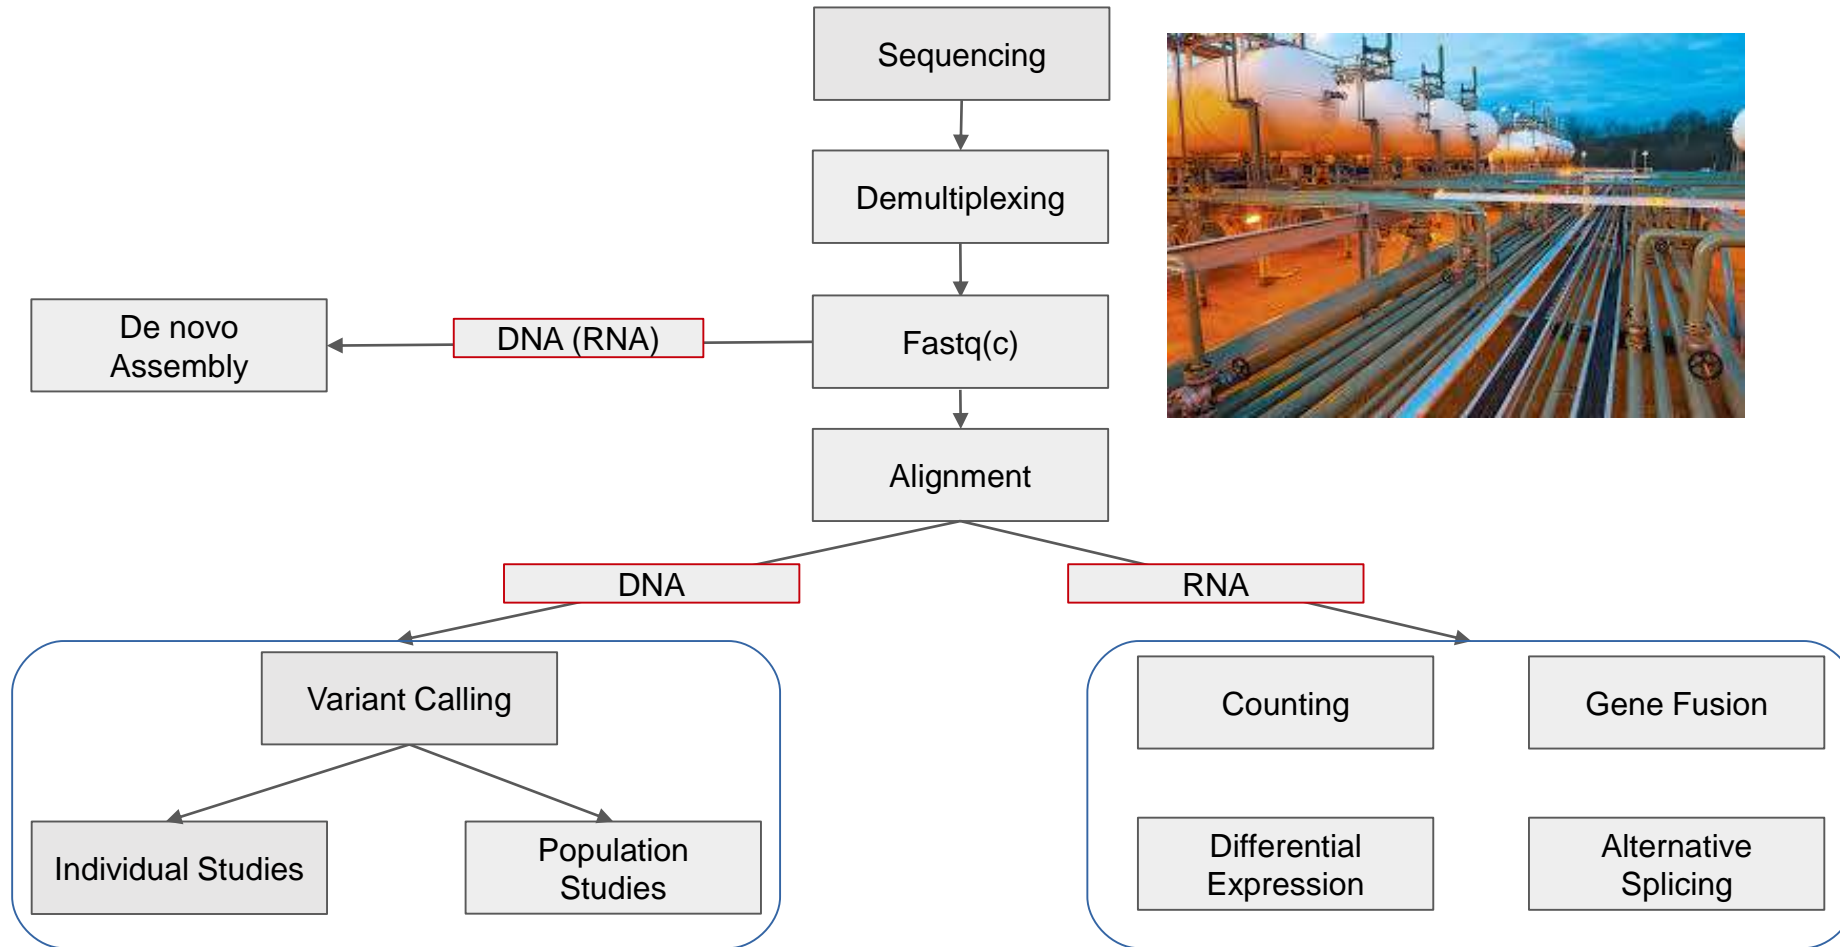 Sequencing
Demultiplexing
De novo
Assembly
DNA (RNA)
Fastq(c)
Alignment
DNA
RNA
Variant Calling
Counting
Gene Fusion
Individual Studies
Population
Studies
Differential
Expression
Alternative
Splicing